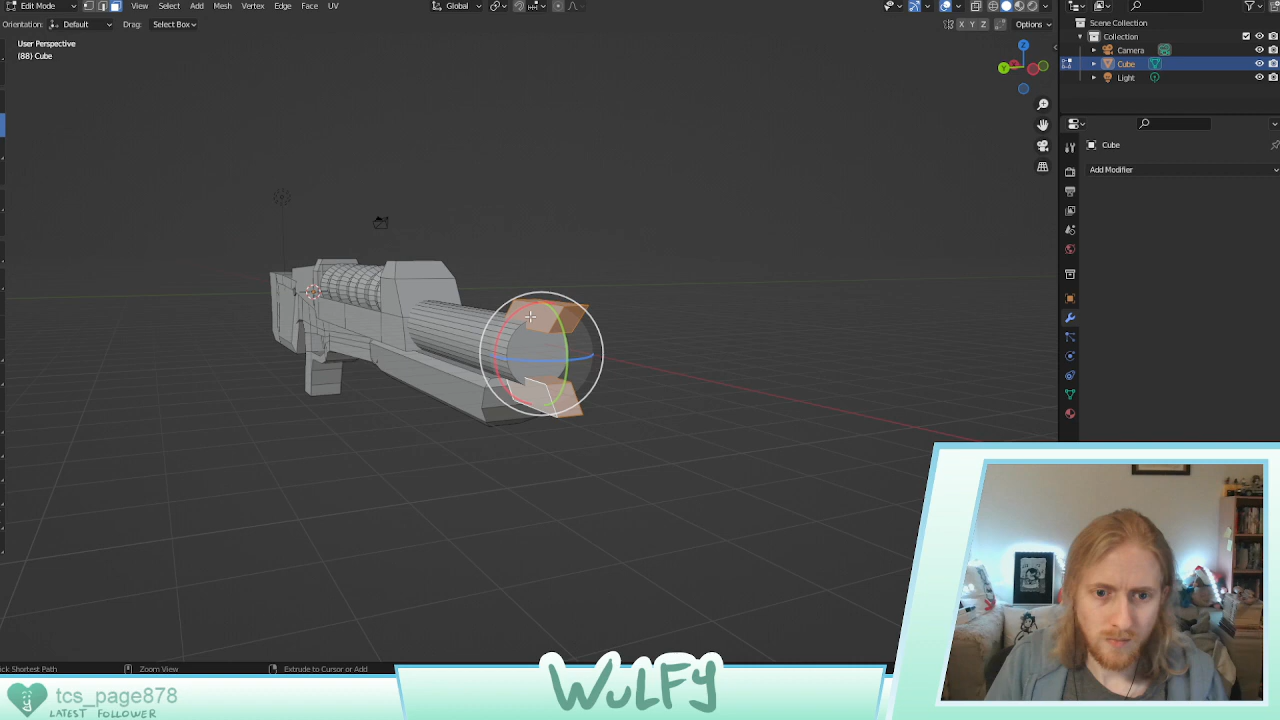 Edit Mode View Select Add Mesh Vertex Edge Face UV Global
Orientation: Default Drag: Select Box X Y Z Options
User Perspective
(88) Cube
Z
Y
Scene Collection
Collection
Camera
Cube
Light
Cube
Add Modifier
ick Shortest Path Zoom View Extrude to Cursor or Add
tcs_page878
LATEST FOLLOWER
WULFY